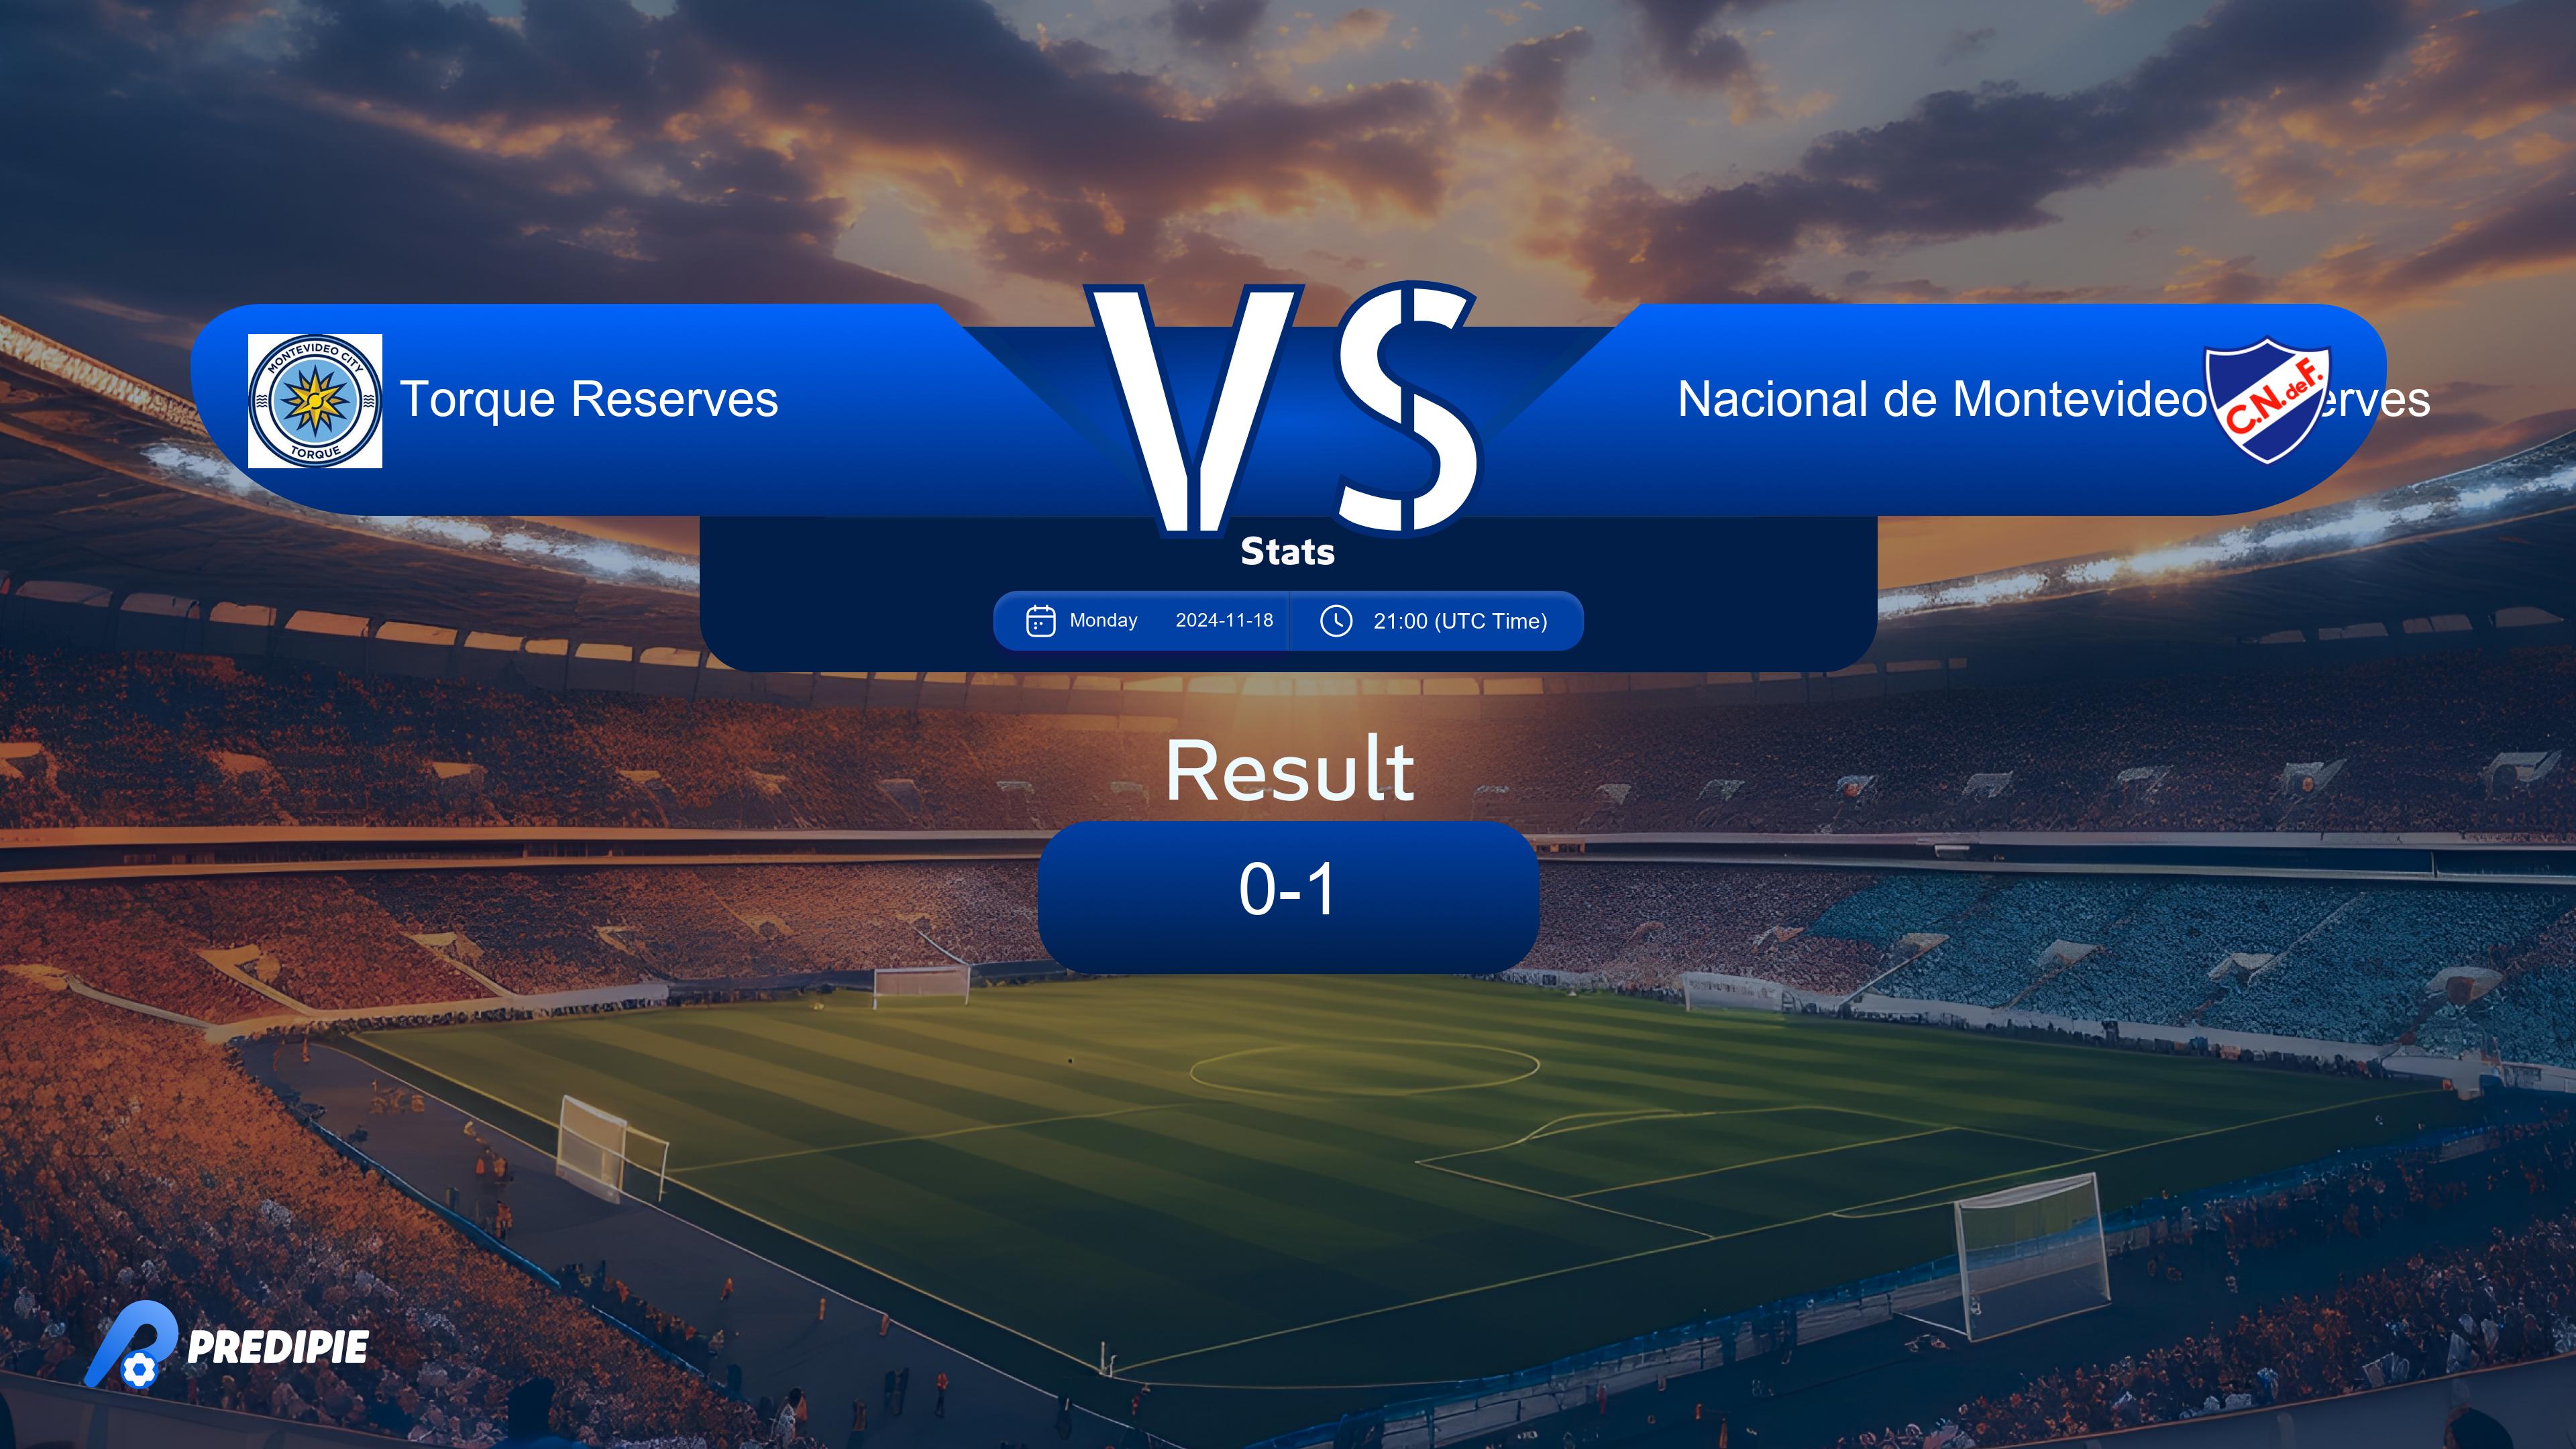 MONTEVIDEO CITY
TORQUE
Torque Reserves
VS
Nacional de Montevideo
erves
C.N. de F.
Stats
Monday 2024-11-18 21:00 (UTC Time)
Result
0-1
PREDIPIE